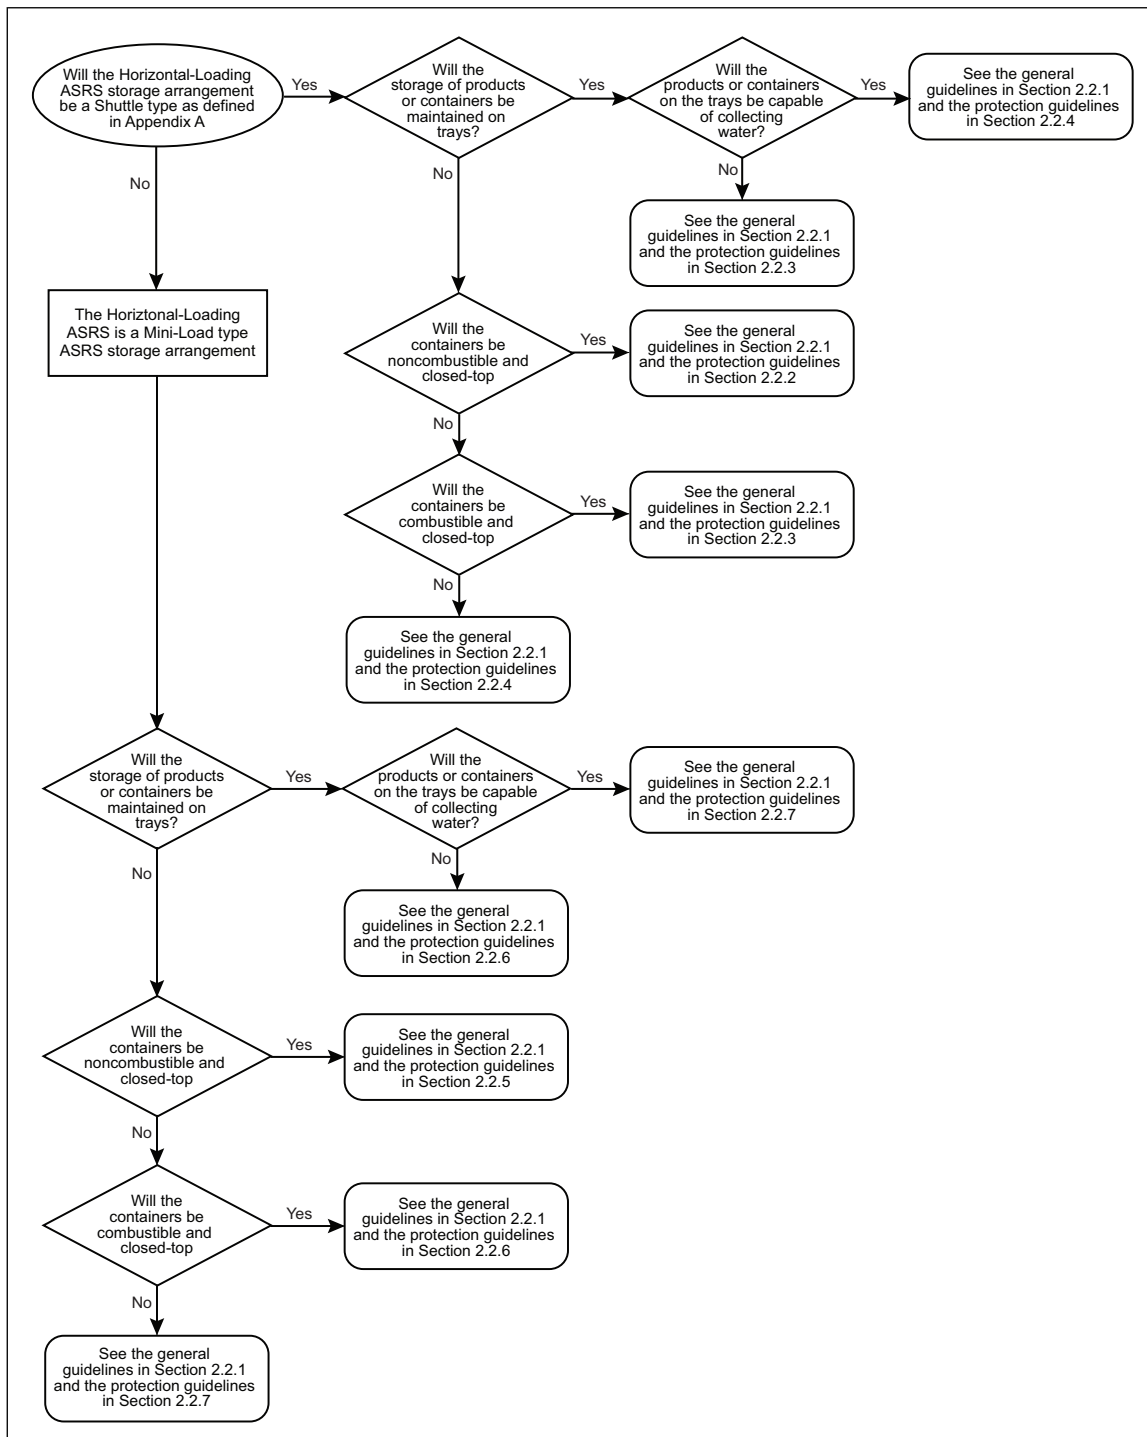 Will the Horizontal-Loading
ASRS storage arrangement
be a Shuttle type as defined
in Appendix A
Yes
Will the
storage of products
or containers be
maintained on
trays?
Yes
Will the
products or containers
on the trays be capable
of collecting
water?
Yes
See the general
guidelines in Section 2.2.1
and the protection guidelines
in Section 2.2.4
No
No
No
See the general
guidelines in Section 2.2.1
and the protection guidelines
in Section 2.2.3
The Horiztonal-Loading
ASRS is a Mini-Load type
ASRS storage arrangement
Will the
containers be
noncombustible and
closed-top
Yes
See the general
guidelines in Section 2.2.1
and the protection guidelines
in Section 2.2.2
No
Will the
containers be
combustible and
closed-top
Yes
See the general
guidelines in Section 2.2.1
and the protection guidelines
in Section 2.2.3
No
See the general
guidelines in Section 2.2.1
and the protection guidelines
in Section 2.2.4
Will the
storage of products
or containers be
maintained on
trays?
Yes
Will the
products or containers
on the trays be capable
of collecting
water?
Yes
See the general
guidelines in Section 2.2.1
and the protection guidelines
in Section 2.2.7
No
No
See the general
guidelines in Section 2.2.1
and the protection guidelines
in Section 2.2.6
Will the
containers be
noncombustible and
closed-top
Yes
See the general
guidelines in Section 2.2.1
and the protection guidelines
in Section 2.2.5
No
Will the
containers be
combustible and
closed-top
Yes
See the general
guidelines in Section 2.2.1
and the protection guidelines
in Section 2.2.6
No
See the general
guidelines in Section 2.2.1
and the protection guidelines
in Section 2.2.7